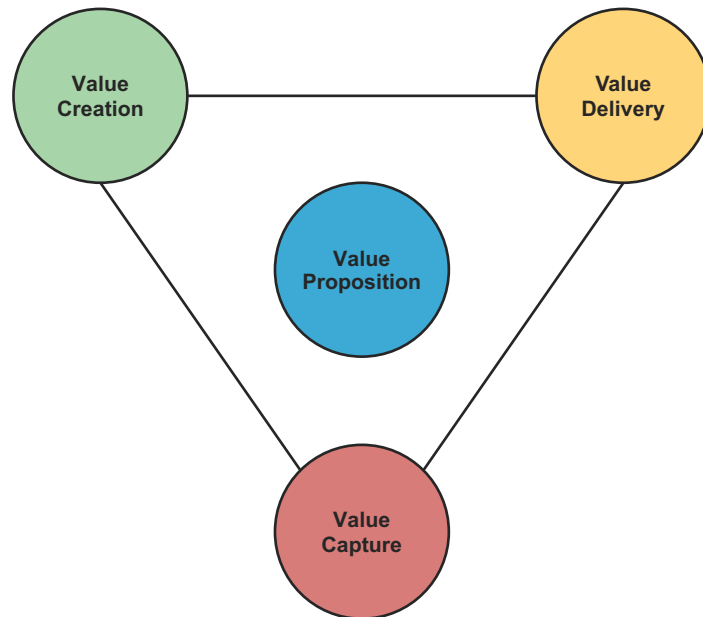 Value
Creation
Value
Delivery
Value
Proposition
Value
Capture